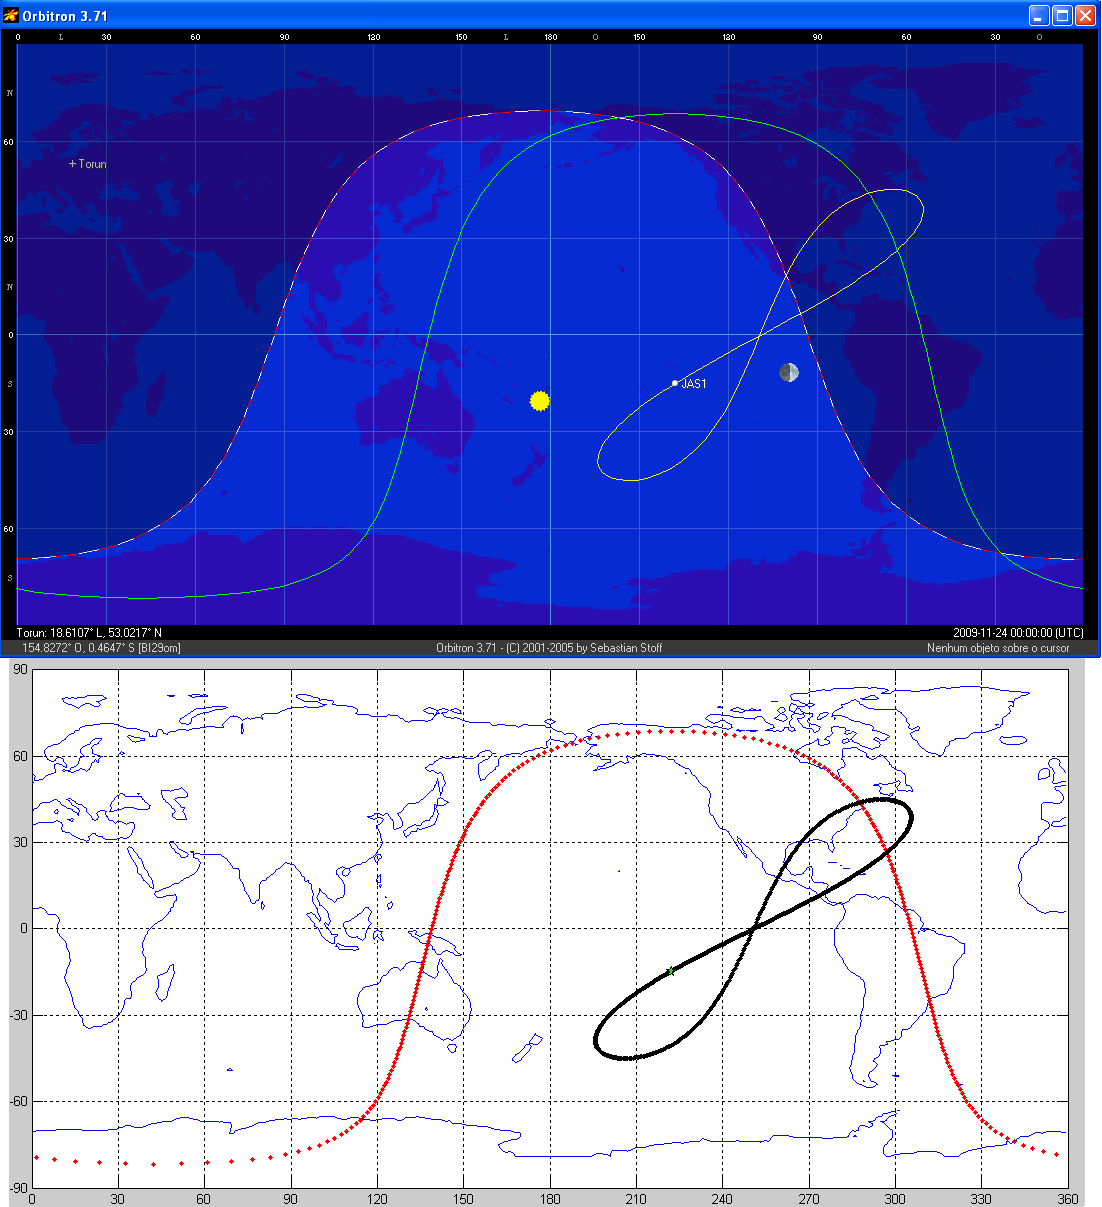 Orbitron 3.71
0 L 30 60 90 120 L 150 180 O 150 120 90 60 30 O
N
60
+ Torun
30
N
0
S
JAS1
30
60
S
Torun: 18.6107° L, 53.0217° N 2009-11-24 00:00:00 (UTC)
154.8272° O, 0.4647° S [BI29om] Orbitron 3.71 - (C) 2001-2005 by Sebastian Stoff Nenhum objeto sobre o cursor
90
60
30
0
-30
-60
-90
0 30 60 90 120 150 180 210 240 270 300 330 360